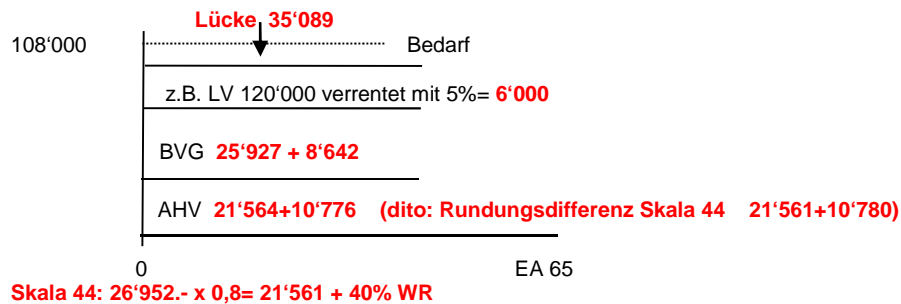 Lücke 35‘089
108‘000 Bedarf
z.B. LV 120‘000 verrentet mit 5%= 6‘000
BVG 25‘927 + 8‘642
AHV 21‘564+10‘776 (dito: Rundungsdifferenz Skala 44 21‘561+10‘780)
0 EA 65
Skala 44: 26‘952.- x 0,8= 21‘561 + 40% WR